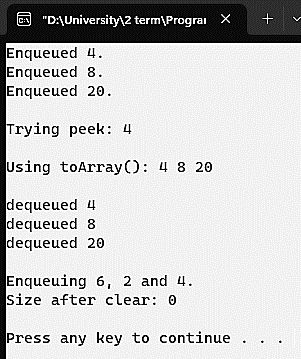 "D:\University\2 term\Progra
Enqueued 4.
Enqueued 8.
Enqueued 20.
Trying peek: 4
Using toArray(): 4 8 20
dequeued 4
dequeued 8
dequeued 20
Enqueuing 6, 2 and 4.
Size after clear: 0
Press any key to continue . . .